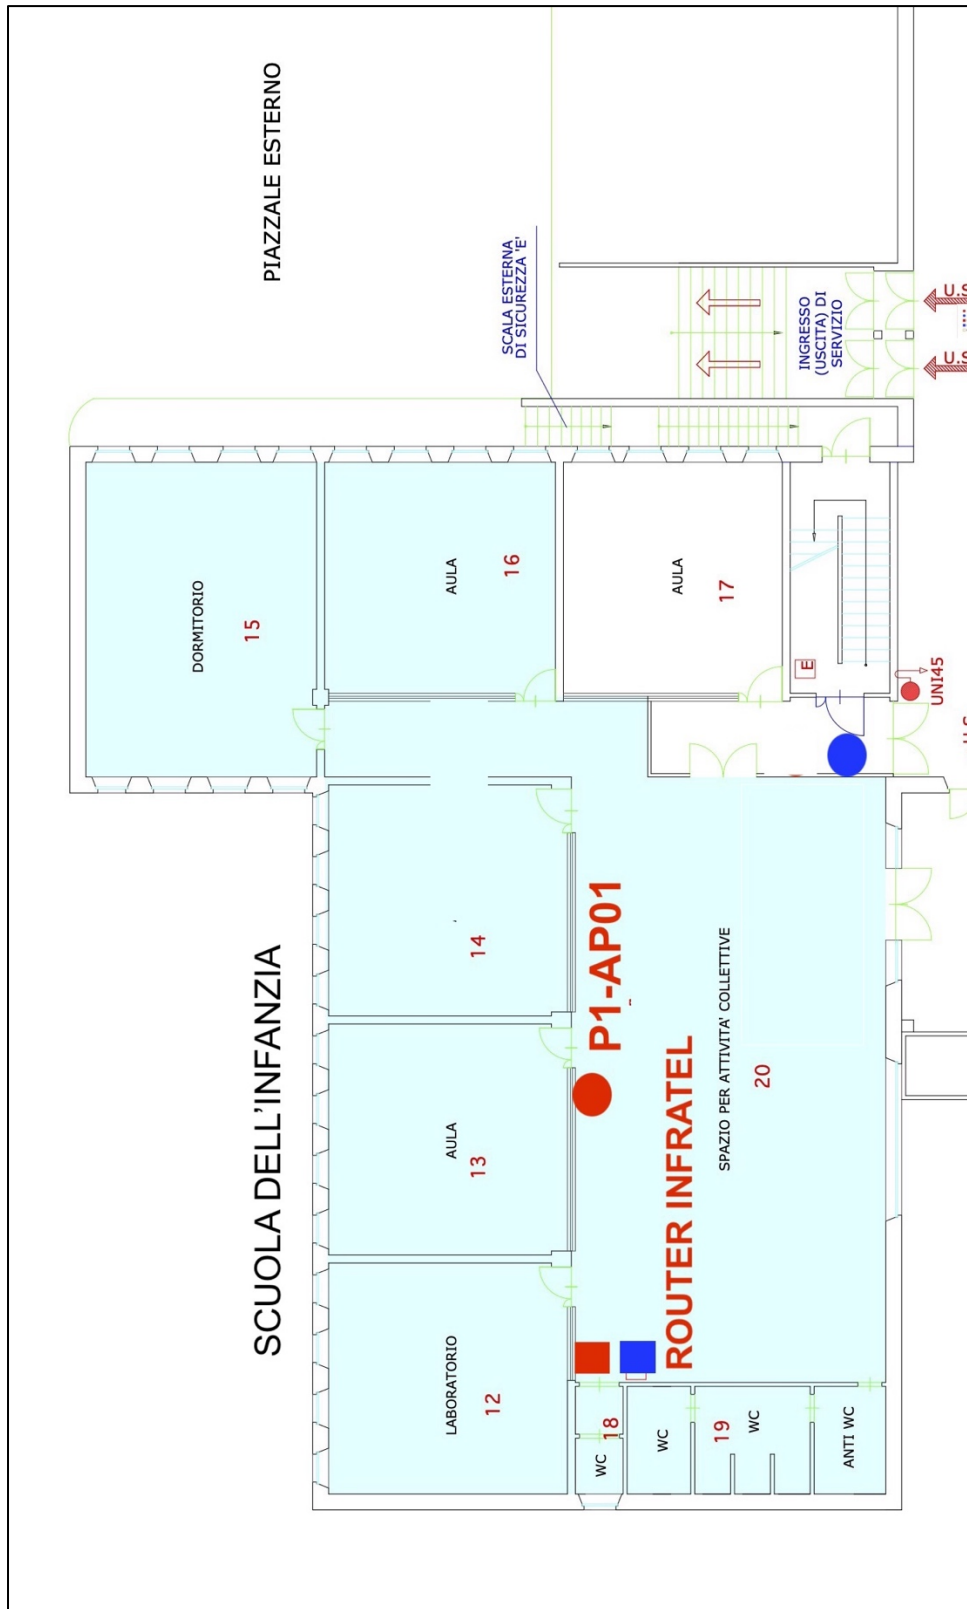 PIAZZALE ESTERNO
SCUOLA DELL'INFANZIA
SCALA ESTERNA
DI SICUREZZA 'E'
INGRESSO
(USCITA) DI
SERVIZIO
U.S
U.S
DORMITORIO
15
AULA
16
AULA
17
E
UNI45
14
AULA
13
LABORATORIO
12
P1-AP01
ROUTER INFRATEL
SPAZIO PER ATTIVITA' COLLETTIVE
20
18
WC
WC
19
WC
ANTI WC